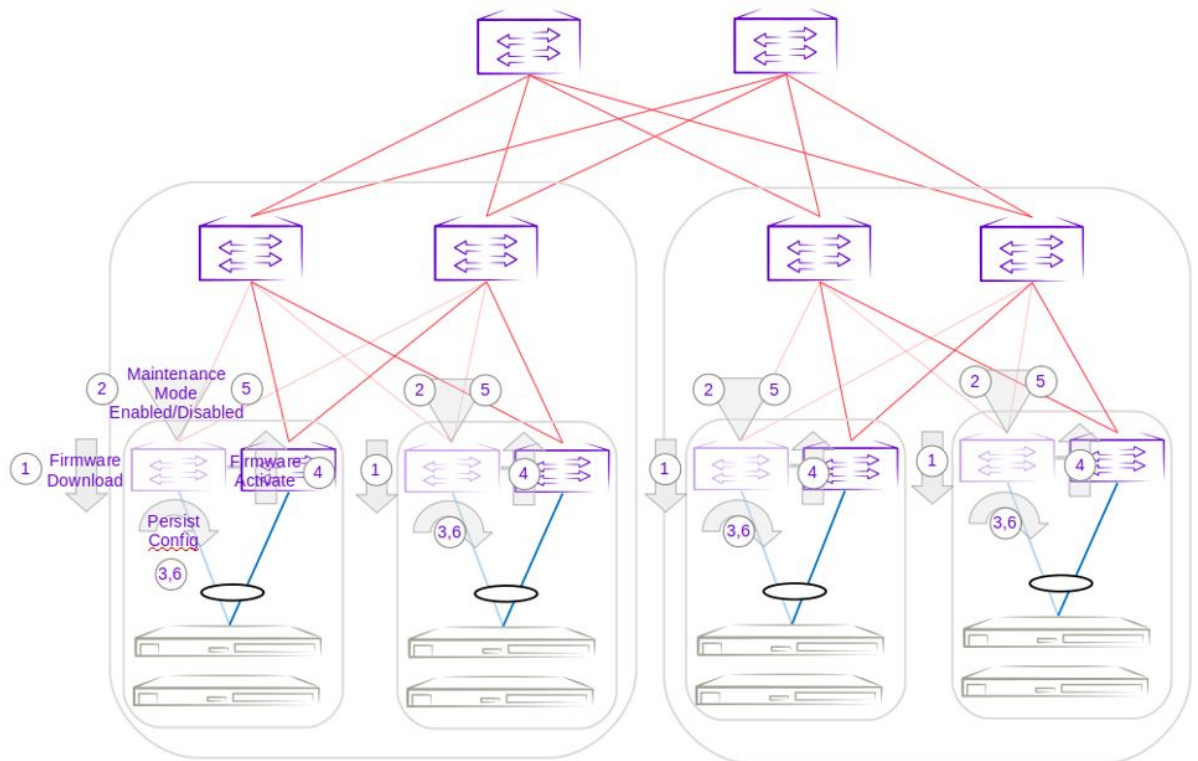 2
Maintenance
Mode
Enabled/Disabled
5
2
5
2
5
2
5
1
Firmware
Download
Firmware
Activate
4
1
4
1
4
1
4
Persist
Config
3,6
3,6
3,6
3,6